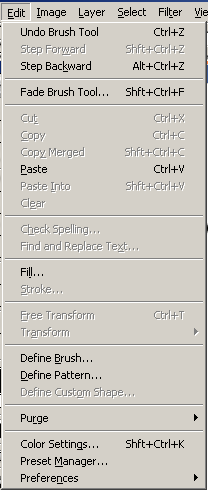 Edit Image Layer Select Filter
Undo Brush Tool Ctrl+Z
Step Forward Shft+Ctrl+Z
Step Backward Alt+Ctrl+Z
Fade Brush Tool... Shft+Ctrl+F
Cut Ctrl+X
Copy Ctrl+C
Copy Merged Shft+Ctrl+C
Paste Ctrl+V
Paste Into Shft+Ctrl+V
Clear
Check Spelling...
Find and Replace Text...
Fill...
Stroke...
Free Transform Ctrl+T
Transform
Define Brush...
Define Pattern...
Define Custom Shape...
Purge
Color Settings... Shft+Ctrl+K
Preset Manager...
Preferences